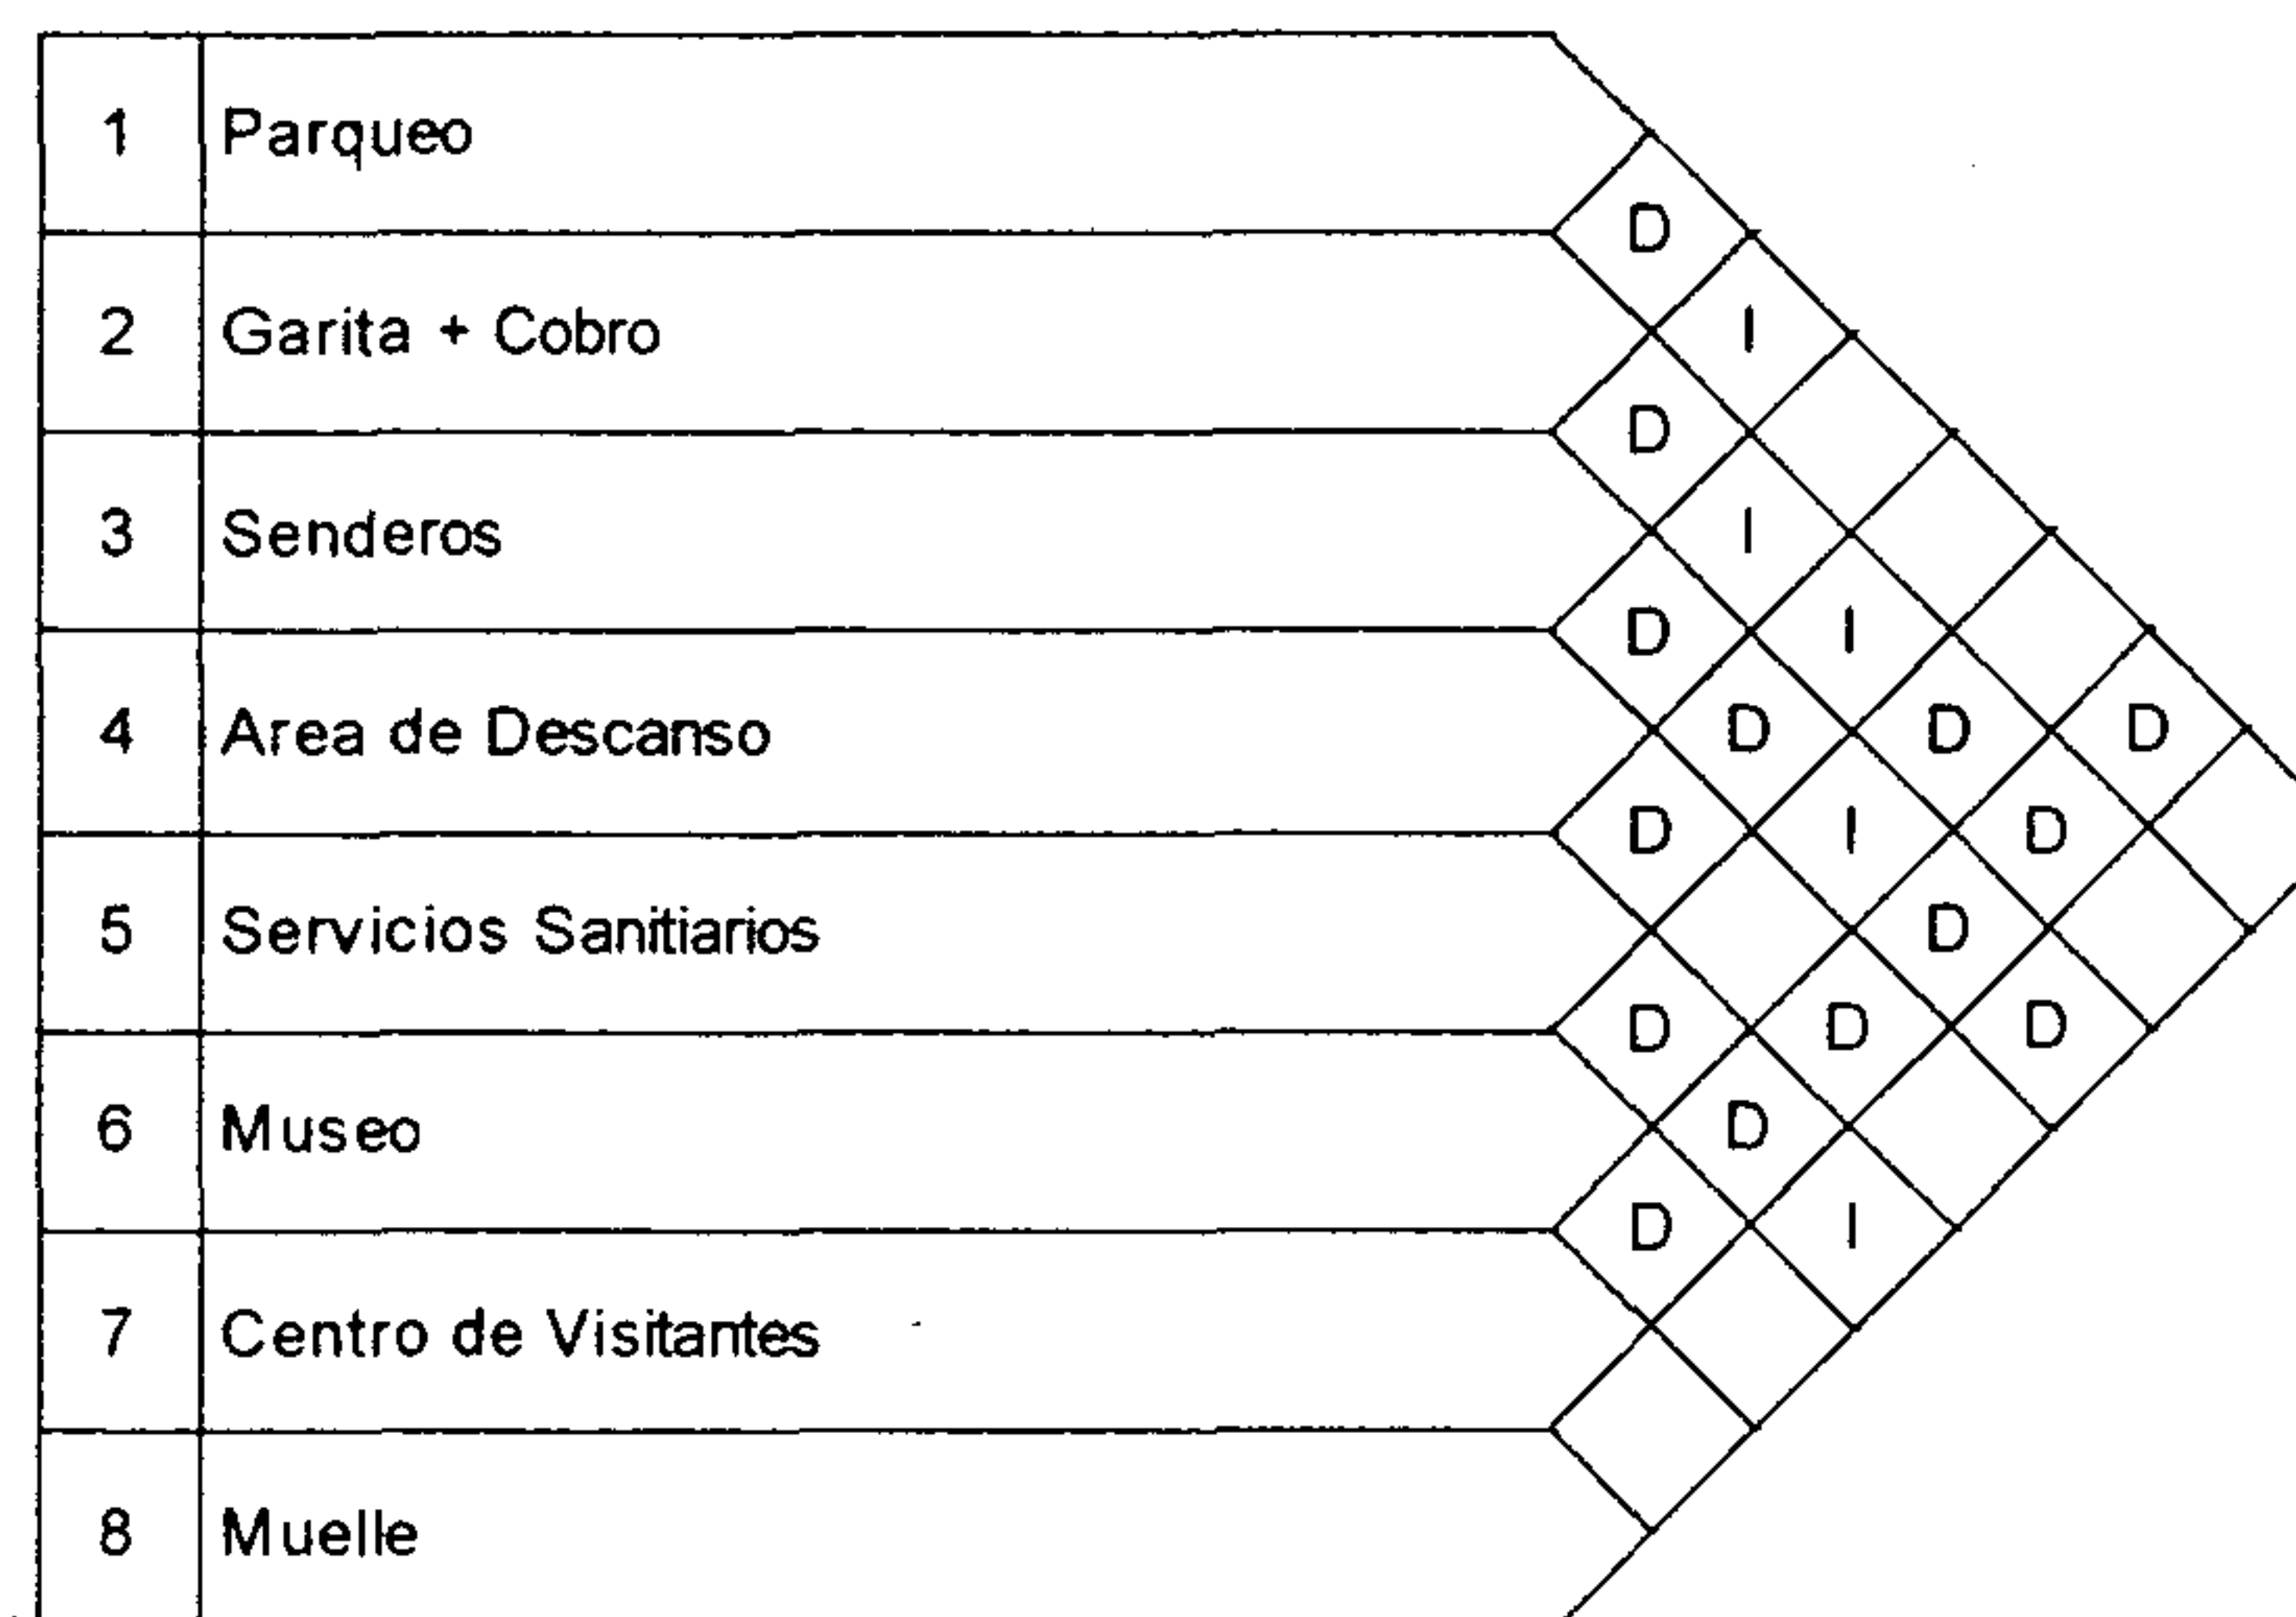 1 Parqueo
D
2 Garita + Cobro I
D
3 Senderos I
D I
4 Area de Descanso D D D
D I D
5 Servicios Sanitiarios D
D D D
6 Museo D
D I
7 Centro de Visitantes
8 Muelle